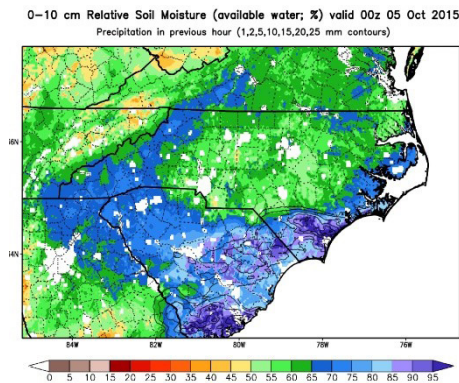 0-10 cm Relative Soil Moisture (available water; %) valid 00z 05 Oct 2015
Precipitation in previous hour (1,2,5,10,15,20,25 mm contours)
36N
34N
84W 82W 80W 78W 76W
0 5 10 15 20 25 30 35 40 45 50 55 60 65 70 75 80 85 90 95